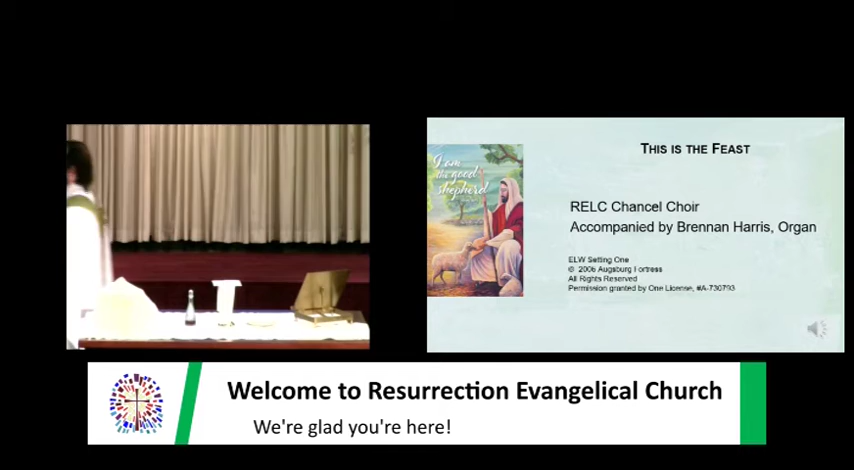 I am
the good
shepherd
THIS IS THE FEAST
RELC Chancel Choir
Accompanied by Brennan Harris, Organ
ELW Setting One
© 2006 Augsburg Fortress
All Rights Reserved
Permission granted by One License, #A-730793
Welcome to Resurrection Evangelical Church
We're glad you're here!